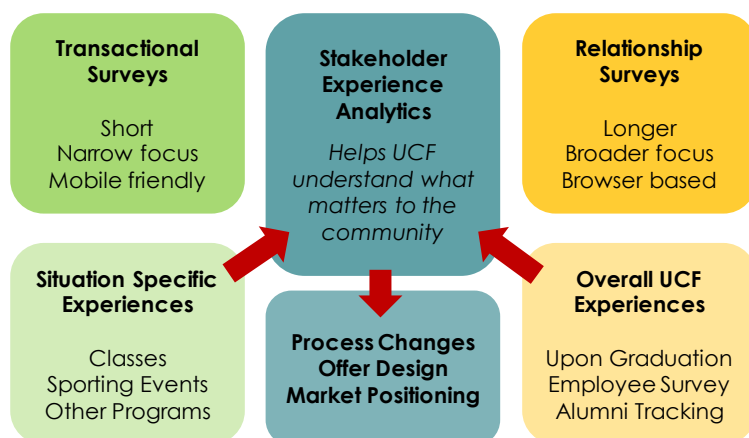 Transactional
Surveys
Short
Narrow focus
Mobile friendly
Stakeholder
Experience
Analytics
Helps UCF
understand what
matters to the
community
Relationship
Surveys
Longer
Broader focus
Browser based
Situation Specific
Experiences
Classes
Sporting Events
Other Programs
Process Changes
Offer Design
Market Positioning
Overall UCF
Experiences
Upon Graduation
Employee Survey
Alumni Tracking